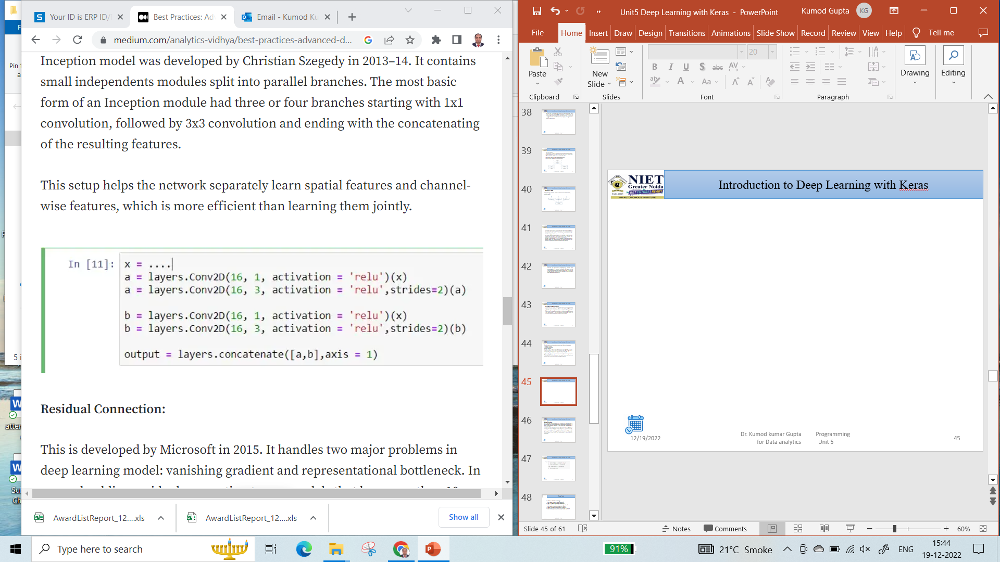 Your ID is ERP ID/
Best Practices: Ad
Email - Kumod Ku
medium.com/analytics-vidhya/best-practices-advanced-d...
Inception model was developed by Christian Szegedy in 2013–14. It contains
small independents modules split into parallel branches. The most basic
form of an Inception module had three or four branches starting with 1x1
convolution, followed by 3x3 convolution and ending with the concatenating
of the resulting features.
This setup helps the network separately learn spatial features and channel-
wise features, which is more efficient than learning them jointly.
In [11]: x = ....
a = layers.Conv2D(16, 1, activation = 'relu')(x)
a = layers.Conv2D(16, 3, activation = 'relu',strides=2)(a)
b = layers.Conv2D(16, 1, activation = 'relu')(x)
b = layers.Conv2D(16, 3, activation = 'relu',strides=2)(b)
output = layers.concatenate([a,b],axis = 1)
Residual Connection:
This is developed by Microsoft in 2015. It handles two major problems in
deep learning model: vanishing gradient and representational bottleneck. In
AwardListReport_12....xls
AwardListReport_12....xls
Show all
Unit5 Deep Learning with Keras - PowerPoint
Kumod Gupta
KG
File Home Insert Draw Design Transitions Animations Slide Show Record Review View Help Tell me
Paste
New
Slide
20
B I U S abc AV
Aa A A
Drawing
Editing
Clipboard
Slides
Font
Paragraph
38
39
40
41
42
43
44
45
46
47
48
NIET
Greater Noida
GET FUTURE READY
AN AUTONOMOUS INSTITUTE
Introduction to Deep Learning with Keras
12/19/2022
Dr. Kumod kumar Gupta Programming
for Data analytics Unit 5
45
Slide 45 of 61
Notes
Comments
60%
Type here to search
91%
21°C Smoke
ENG
15:44
19-12-2022